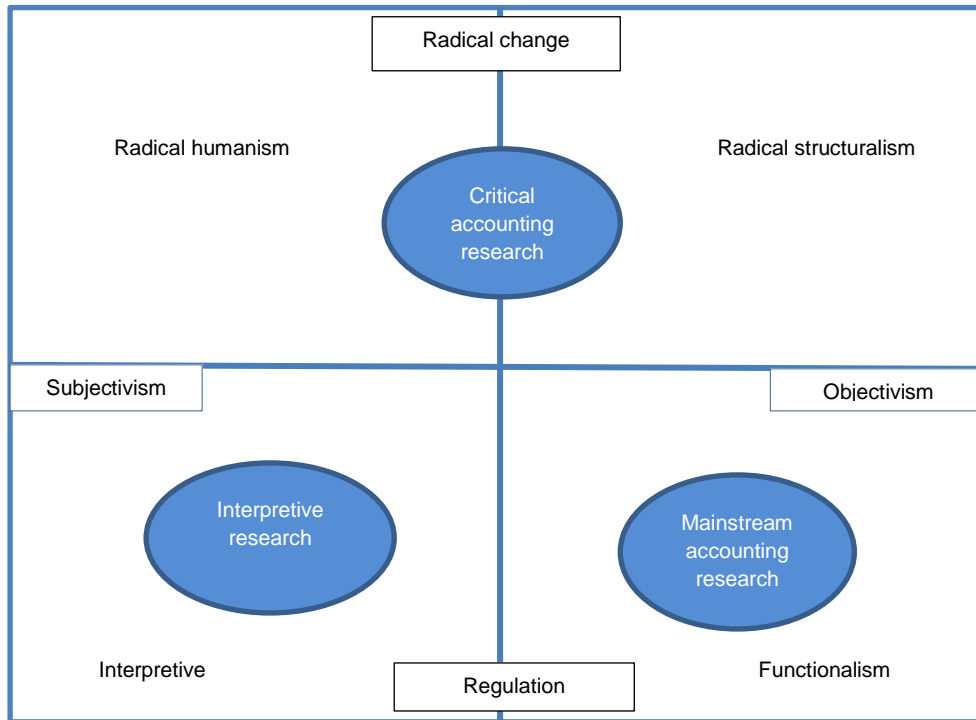 Radical change
Radical humanism
Radical structuralism
Critical
accounting
research
Subjectivism
Objectivism
Interpretive
research
Mainstream
accounting
research
Interpretive
Functionalism
Regulation